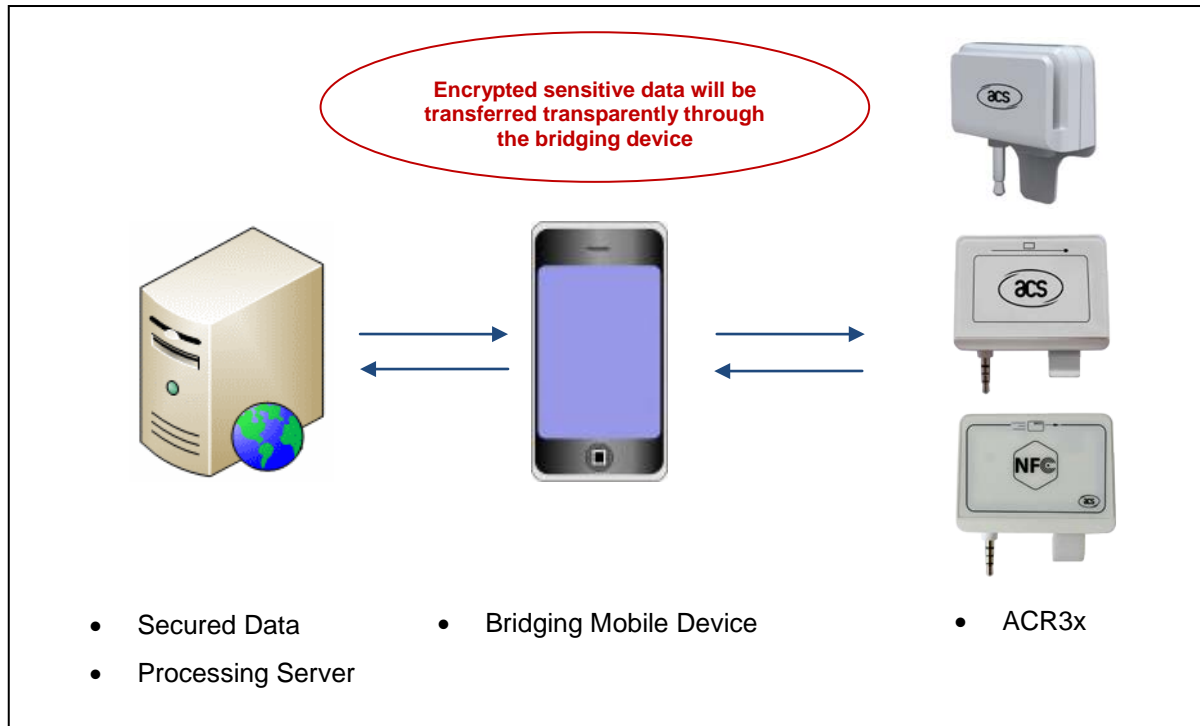 Encrypted sensitive data will be
transferred transparently through
the bridging device
acs
acs
NFC
acs
• Secured Data
• Processing Server
• Bridging Mobile Device
• ACR3x